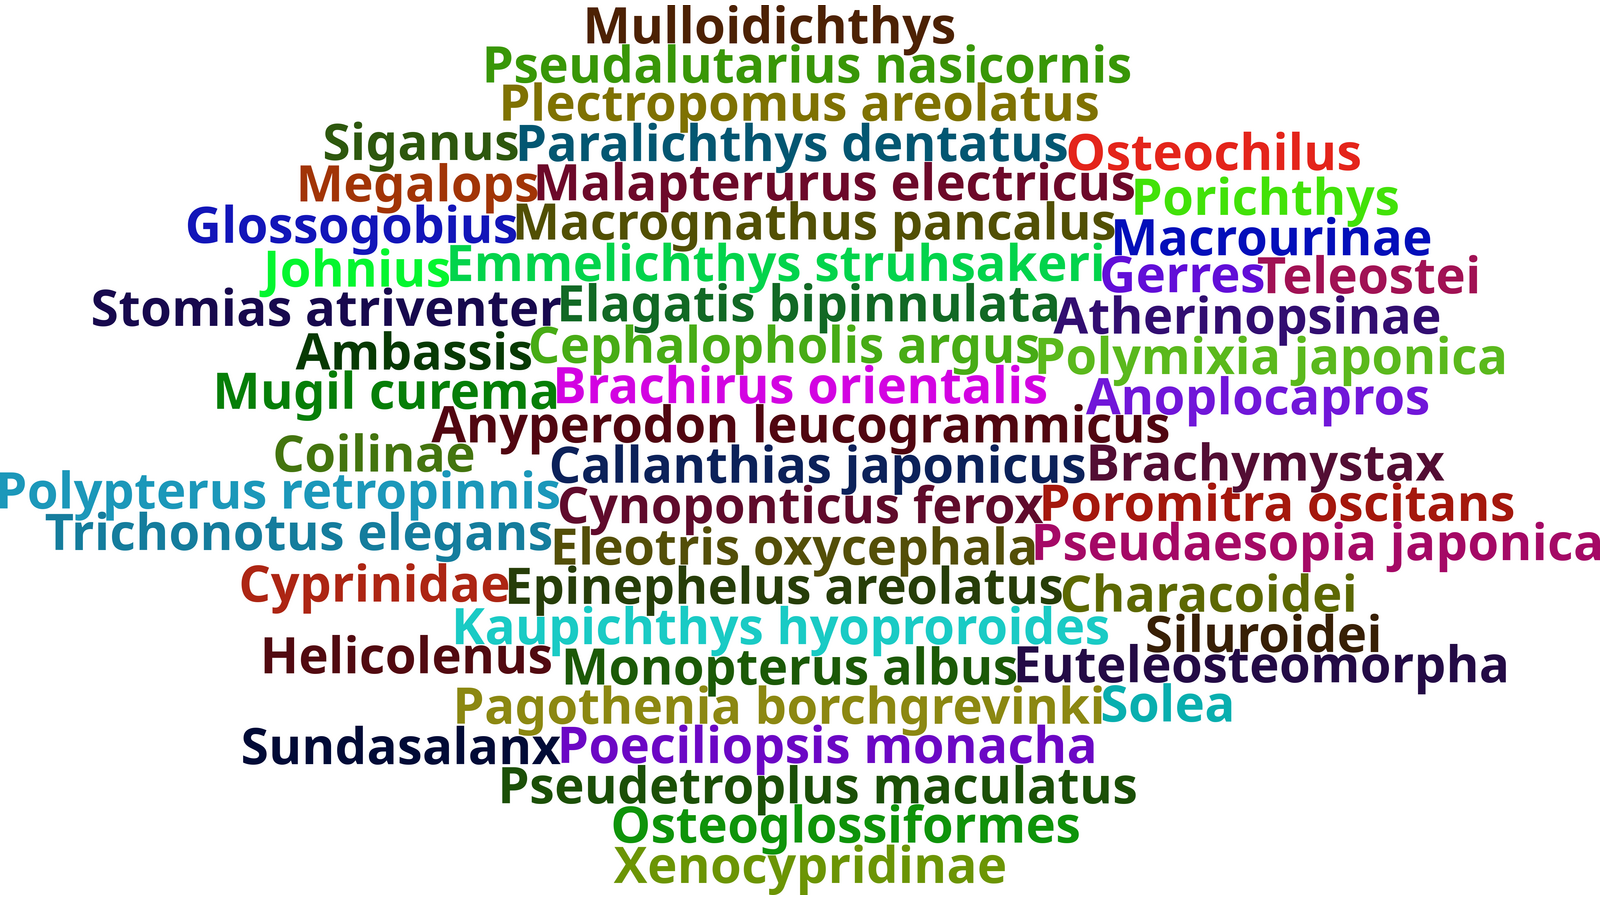 Mulloidichthys
Pseudalutarius nasicornis
Plectropomus areolatus
Siganus Paralichthys dentatus Osteochilus
Megalops Malapterurus electricus Porichthys
Glossogobius Macrognathus pancalus Macrourinae
Johnius Emmelichthys struhsakeri Gerres Teleostei
Stomias atriventer Elagatis bipinnulata Atherinopsinae
Ambassis Cephalopholis argus Polymixia japonica
Mugil curema Brachirus orientalis Anoplocapros
Anyperodon leucogrammicus
Coilinae Callanthias japonicus Brachymystax
Polypterus retropinnis Cynoponticus ferox Poromitra oscitans
Trichonotus elegans Eleotris oxycephala Pseudaesopia japonica
Cyprinidae Epinephelus areolatus Characoidei
Kaupichthys hyoproroides Siluroidei
Helicolenus Monopterus albus Euteleosteomorpha
Pagothenia borchgrevinki Solea
Sundasalanx Poeciliopsis monacha
Pseudetroplus maculatus
Osteoglossiformes
Xenocypridinae